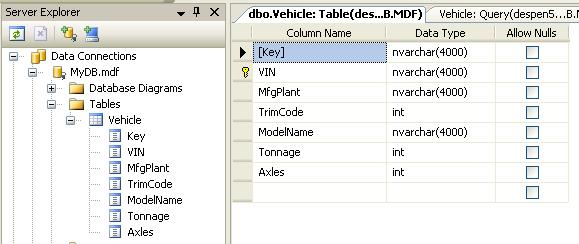 Server Explorer
Data Connections
MyDB.mdf
Database Diagrams
Tables
Vehicle
Key
VIN
MfgPlant
TrimCode
ModelName
Tonnage
Axles
dbo.Vehicle: Table(des...B.MDF)
Vehicle: Query(despen5...B.M
Column Name Data Type Allow Nulls
[Key] nvarchar(4000)
VIN nvarchar(4000)
MfgPlant nvarchar(4000)
TrimCode int
ModelName nvarchar(4000)
Tonnage int
Axles int